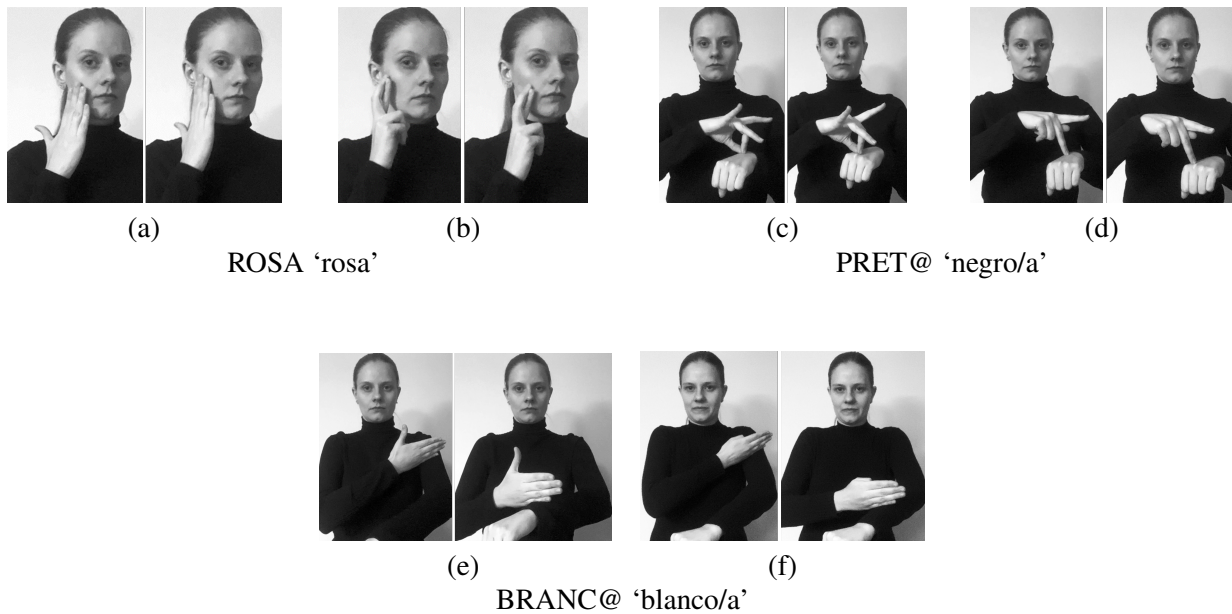 (a) (b) (c) (d)
ROSA ‘rosa’ PRET@ ‘negro/a’
(e) (f)
BRANC@ ‘blanco/a’